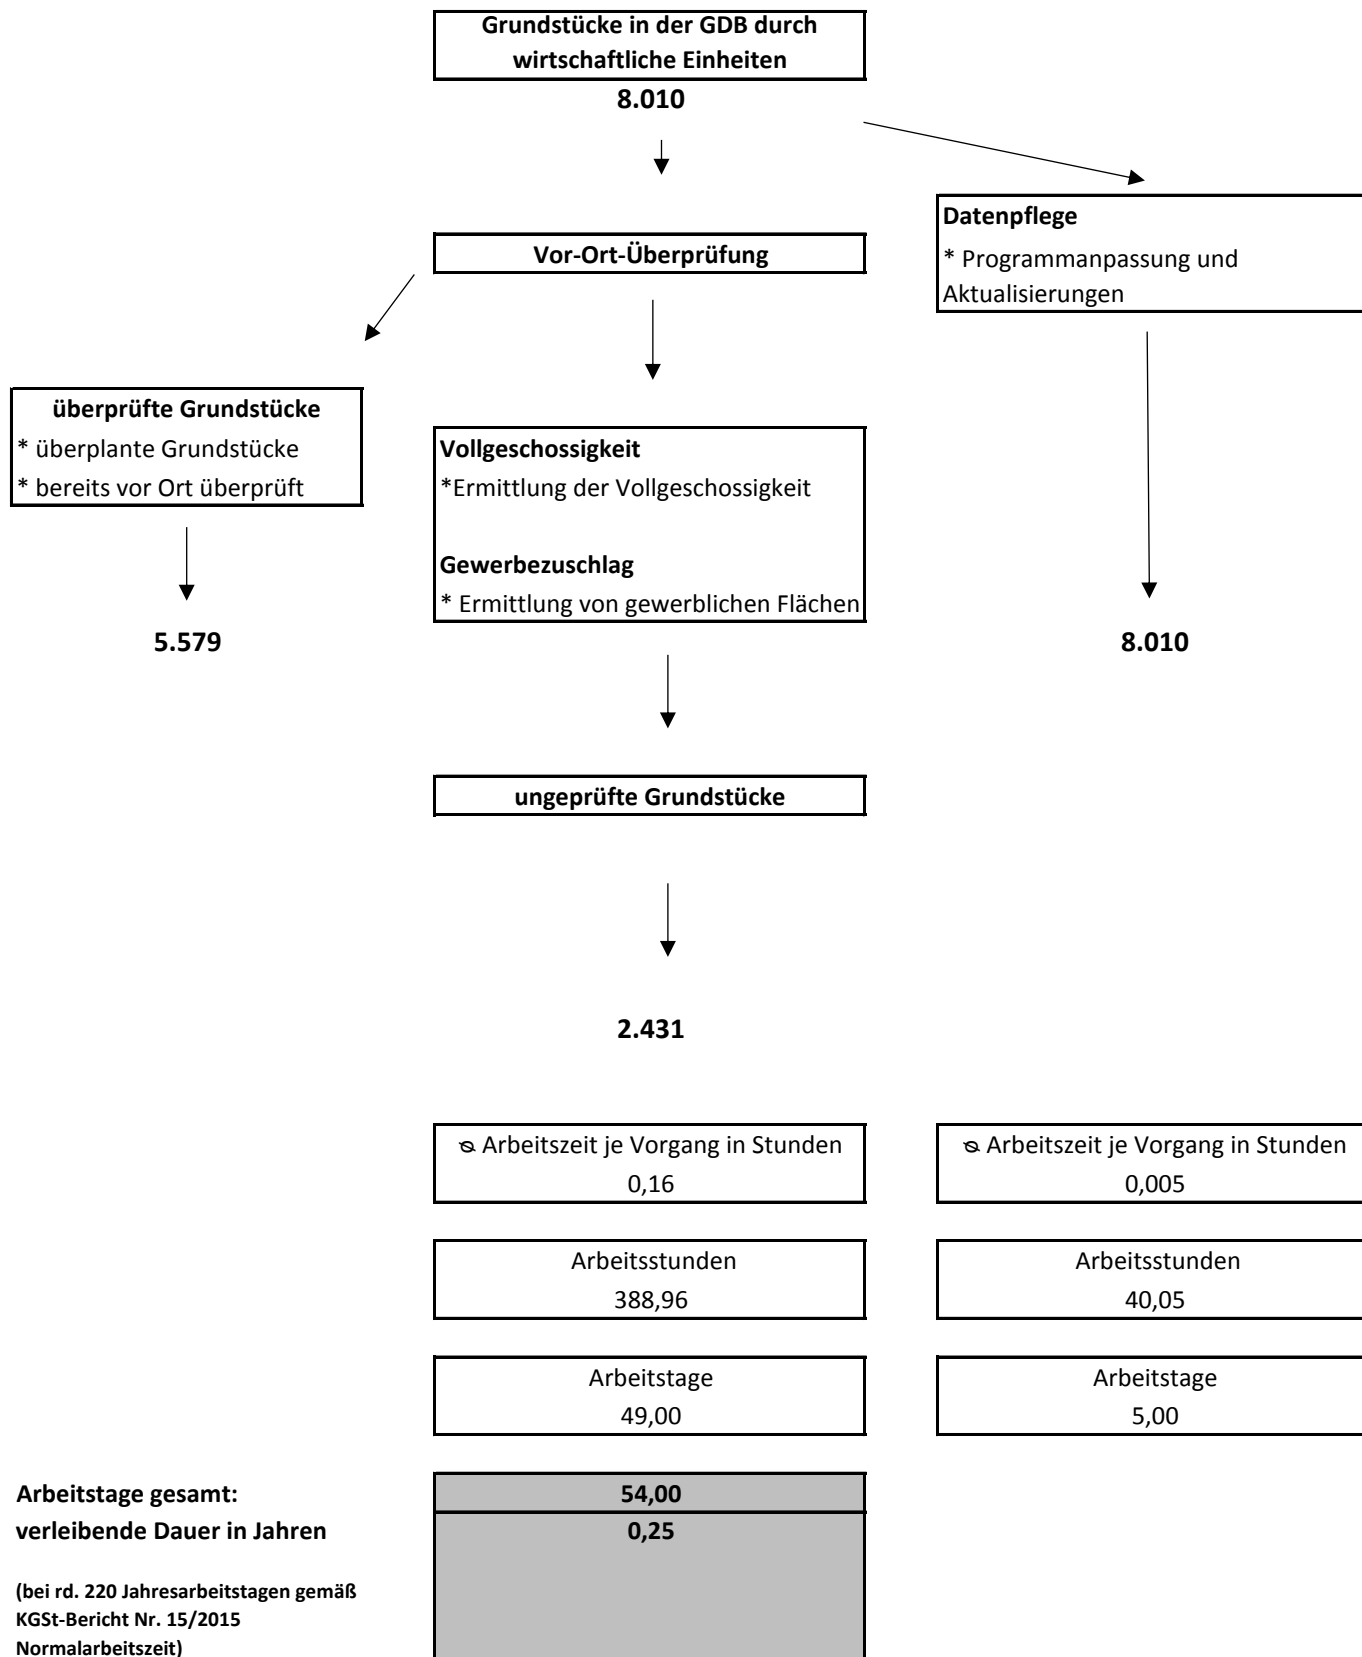 Grundstücke in der GDB durch
wirtschaftliche Einheiten
8.010
Datenpflege
* Programmanpassung und
Aktualisierungen
Vor-Ort-Überprüfung
überprüfte Grundstücke
* überplante Grundstücke
* bereits vor Ort überprüft
Vollgeschossigkeit
*Ermittlung der Vollgeschossigkeit
Gewerbezuschlag
* Ermittlung von gewerblichen Flächen
5.579
8.010
ungeprüfte Grundstücke
2.431
ᴓ Arbeitszeit je Vorgang in Stunden
0,16
ᴓ Arbeitszeit je Vorgang in Stunden
0,005
Arbeitsstunden
388,96
Arbeitsstunden
40,05
Arbeitstage
49,00
Arbeitstage
5,00
Arbeitstage gesamt:
54,00
verleibende Dauer in Jahren
0,25
(bei rd. 220 Jahresarbeitstagen gemäß
KGSt-Bericht Nr. 15/2015
Normalarbeitszeit)